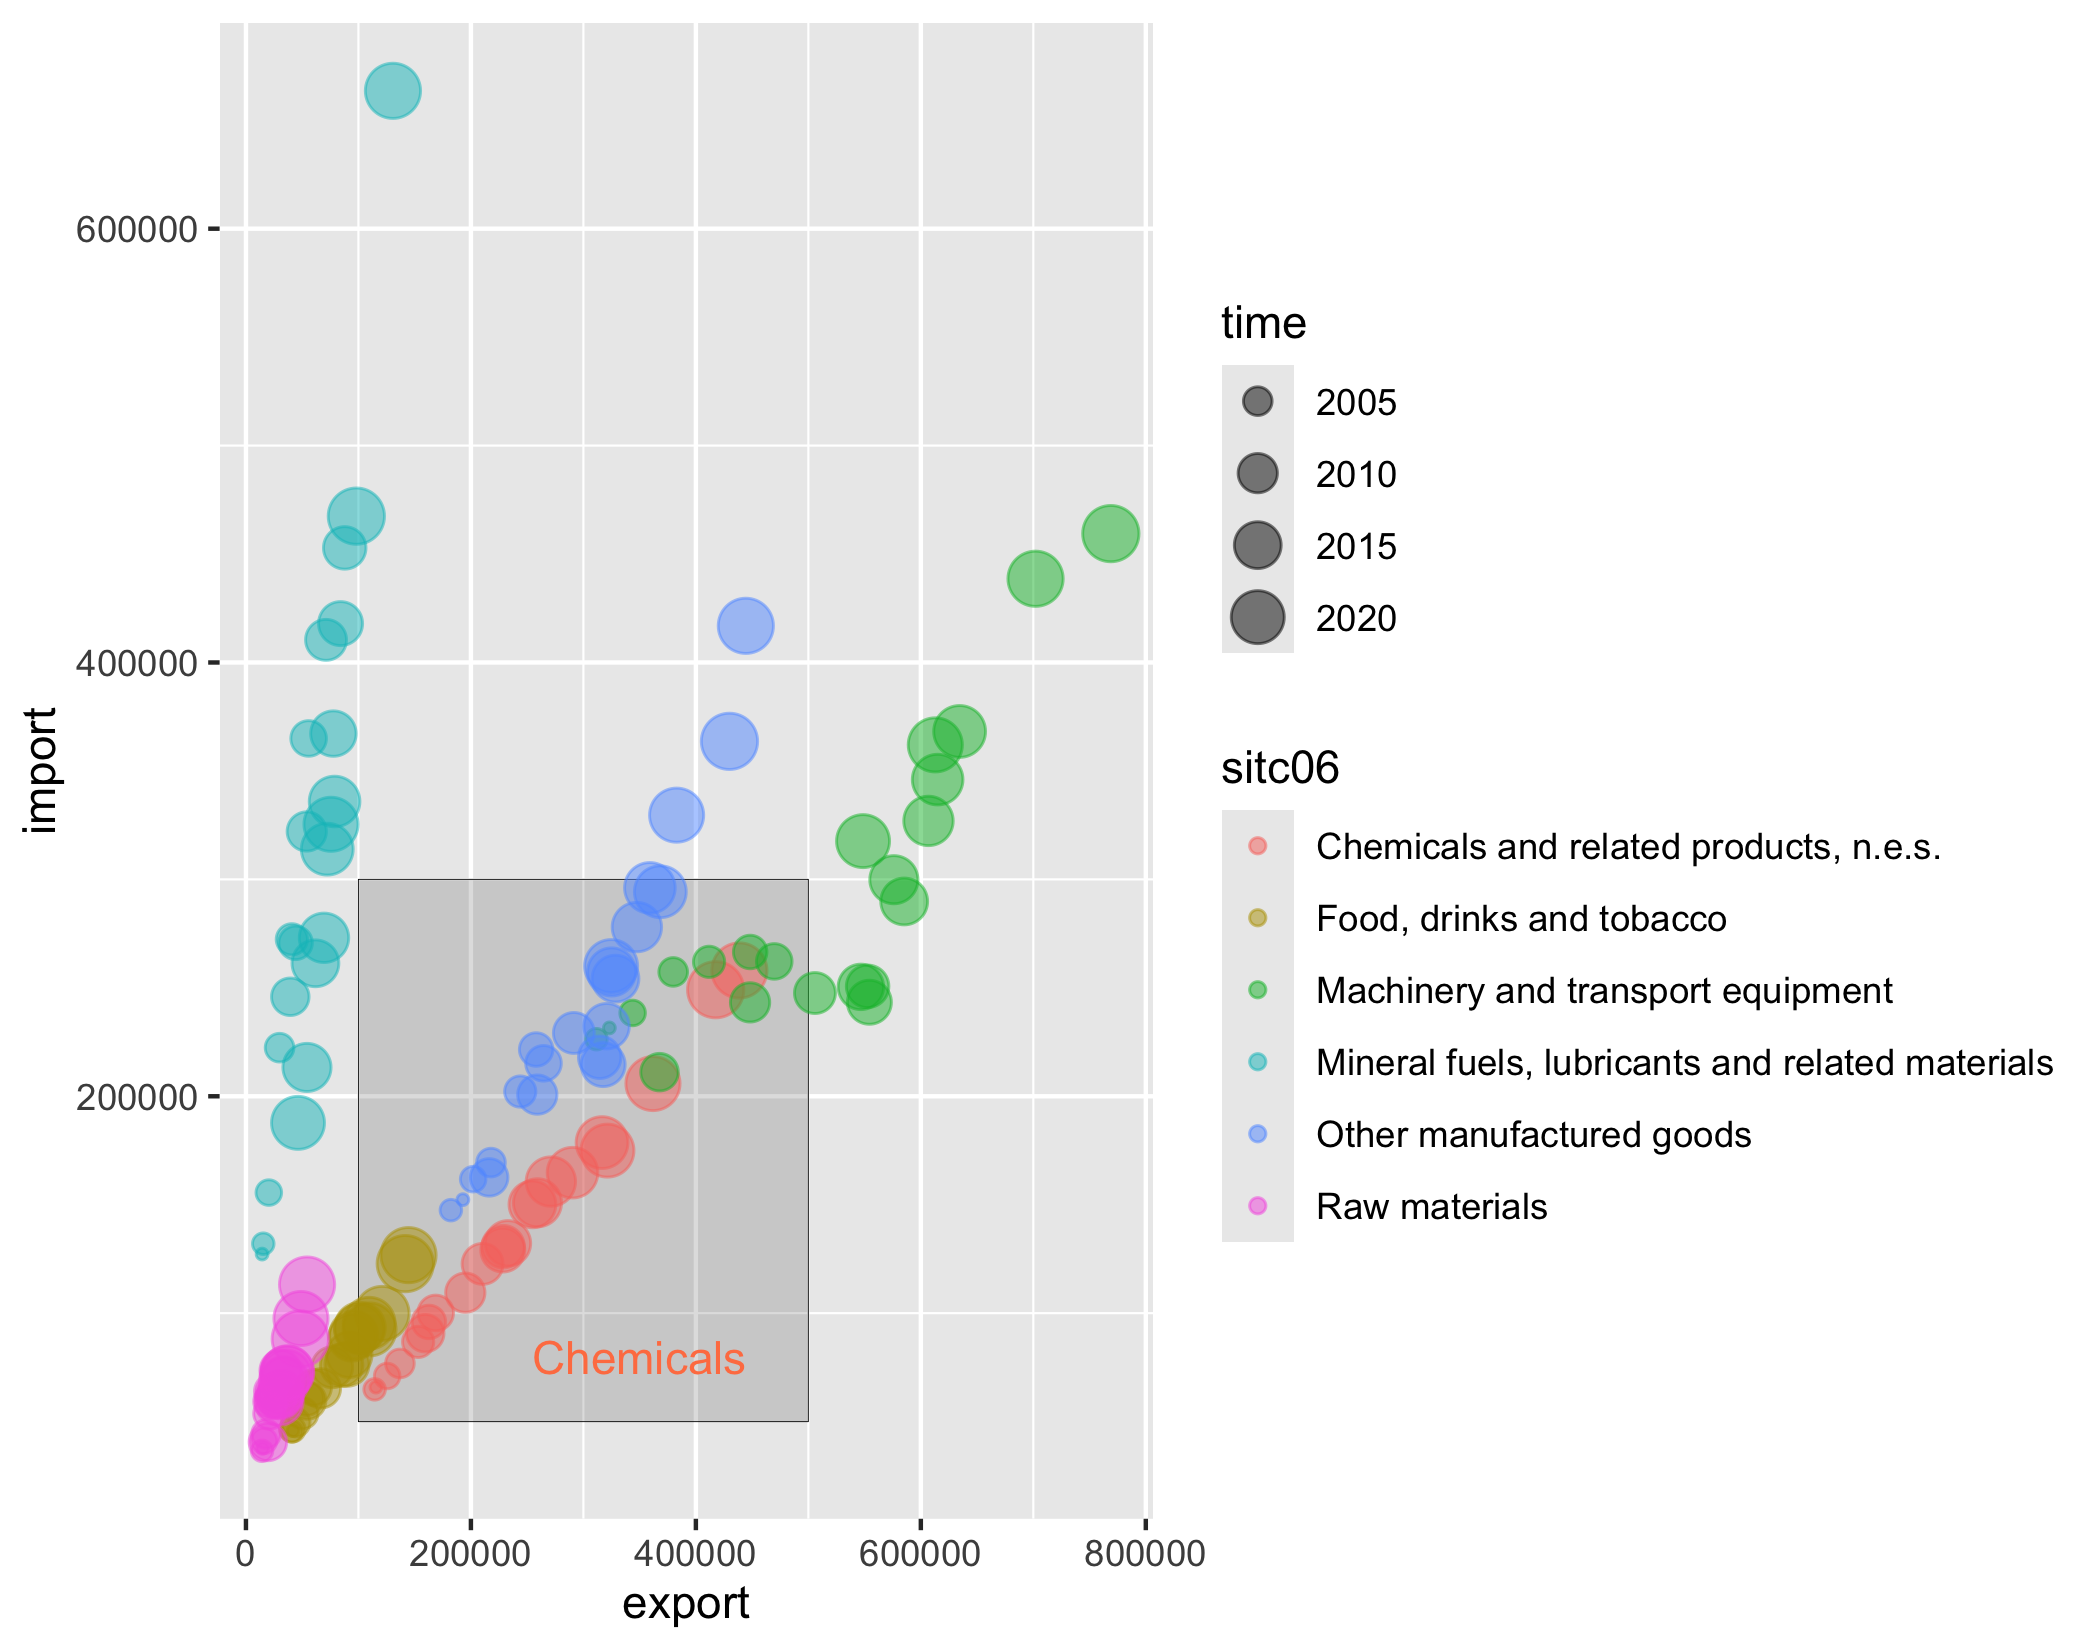 600000
400000
200000
import
Chemicals
0
200000
400000
600000
800000
export
time
2005
2010
2015
2020
sitc06
Chemicals and related products, n.e.s.
Food, drinks and tobacco
Machinery and transport equipment
Mineral fuels, lubricants and related materials
Other manufactured goods
Raw materials